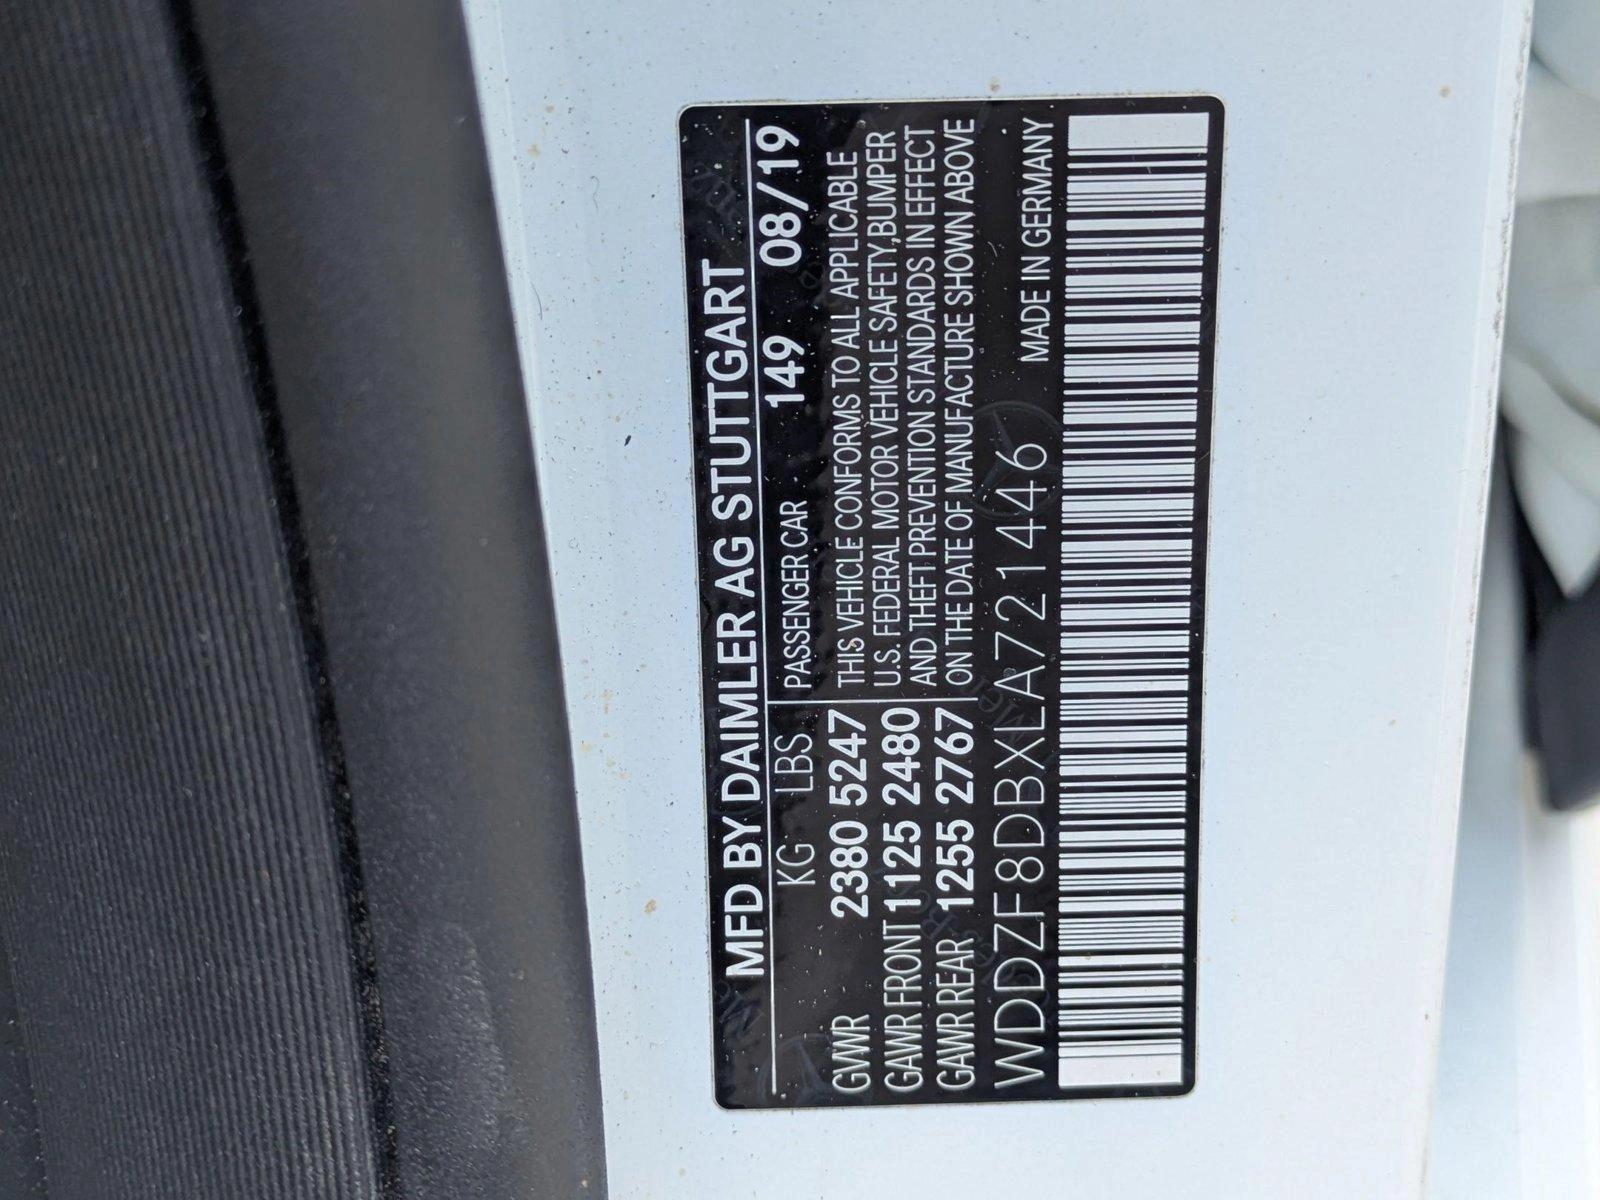 MFD BY DAIMLER AG STUTTGART
KG LBS
GVWR 2380 5247
GAWR FRONT 1125 2480
GAWR REAR 1255 2767
PASSENGER CAR 149 08/19
THIS VEHICLE CONFORMS TO ALL APPLICABLE
U.S. FEDERAL MOTOR VEHICLE SAFETY,BUMPER
AND THEFT PREVENTION STANDARDS IN EFFECT
ON THE DATE OF MANUFACTURE SHOWN ABOVE
WDDZF8DBXLA721446 MADE IN GERMANY